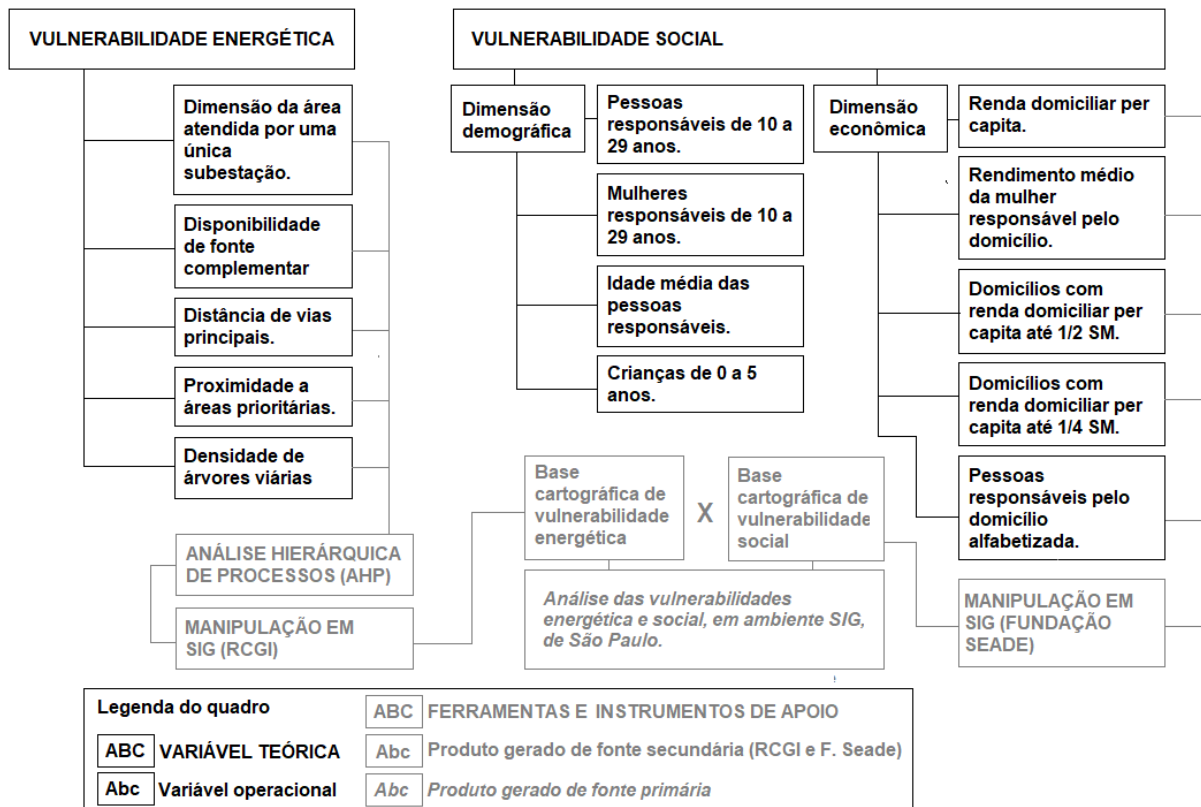 VULNERABILIDADE ENERGÉTICA
Dimensão da área
atendida por uma
única
subestação.
Disponibilidade
de fonte
complementar
Distância de vias
principais.
Proximidade a
áreas prioritárias.
Densidade de
árvores viárias
ANÁLISE HIERÁRQUICA
DE PROCESSOS (AHP)
MANIPULAÇÃO EM
SIG (RCGI)
VULNERABILIDADE SOCIAL
Dimensão
demográfica
Pessoas
responsáveis de 10 a
29 anos.
Mulheres
responsáveis de 10 a
29 anos.
Idade média das
pessoas
responsáveis.
Crianças de 0 a 5
anos.
Dimensão
econômica
Renda domiciliar per
capita.
Rendimento médio
da mulher
responsável pelo
domicílio.
Domicílios com
renda domiciliar per
capita até 1/2 SM.
Domicílios com
renda domiciliar per
capita até 1/4 SM.
Pessoas
responsáveis pelo
domicílio
alfabetizada.
MANIPULAÇÃO EM
SIG (FUNDAÇÃO
SEADE)
Base
cartográfica de
vulnerabilidade
energética
X
Base
cartográfica de
vulnerabilidade
social
Análise das vulnerabilidades
energética e social, em ambiente SIG,
de São Paulo.
Legenda do quadro
ABC VARIÁVEL TEÓRICA
Abc Variável operacional
ABC FERRAMENTAS E INSTRUMENTOS DE APOIO
Abc Produto gerado de fonte secundária (RCGI e F. Seade)
Abc Produto gerado de fonte primária